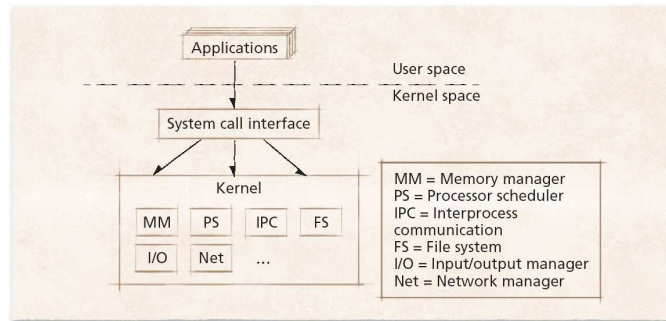 Applications
User space
Kernel space
System call interface
Kernel
MM PS IPC FS
I/O Net ...
MM = Memory manager
PS = Processor scheduler
IPC = Interprocess
communication
FS = File system
I/O = Input/output manager
Net = Network manager